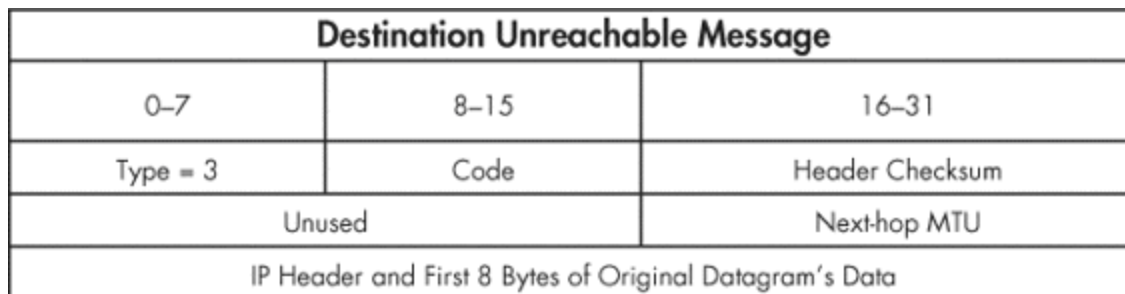 Destination Unreachable Message
0–7 8–15 16–31
Type = 3 Code Header Checksum
Unused Next-hop MTU
IP Header and First 8 Bytes of Original Datagram’s Data